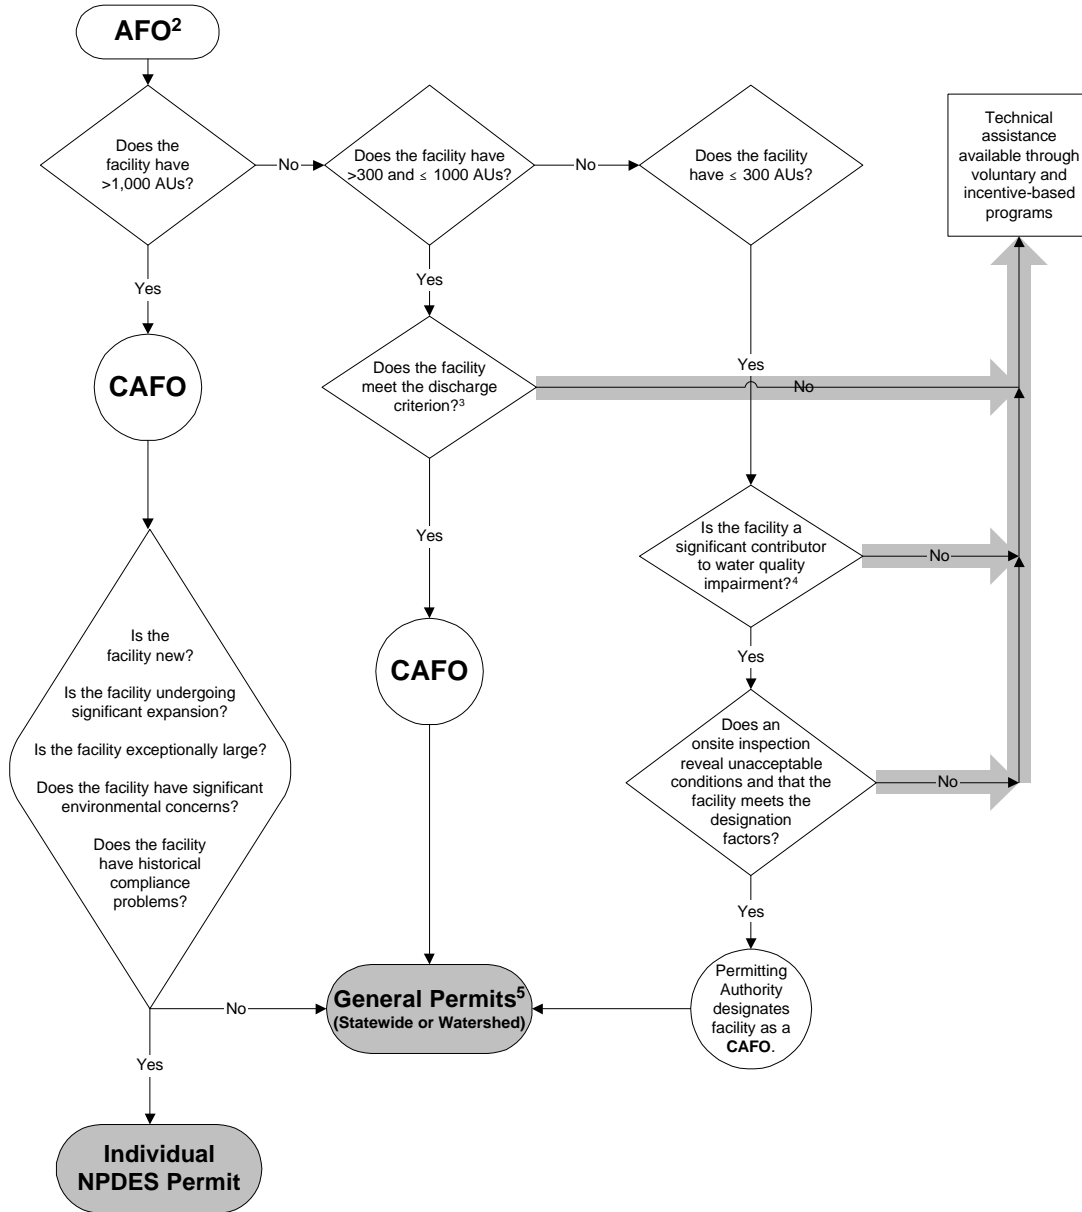 AFO²
Does the
facility have
>1,000 AUs?
No
Does the facility have
>300 and ≤ 1000 AUs?
No
Does the facility
have ≤ 300 AUs?
Technical
assistance
available through
voluntary and
incentive-based
programs
Yes
Yes
Yes
CAFO
Does the facility
meet the discharge
criterion?³
No
Yes
Is the facility a
significant contributor
to water quality
impairment?⁴
No
Yes
Is the
facility new?
Is the facility undergoing
significant expansion?
Is the facility exceptionally large?
Does the facility have significant
environmental concerns?
Does the facility
have historical
compliance
problems?
CAFO
Does an
onsite inspection
reveal unacceptable
conditions and that the
facility meets the
designation
factors?
No
Yes
No
General Permits⁵
(Statewide or Watershed)
Permitting
Authority
designates
facility as a
CAFO.
Yes
Individual
NPDES Permit